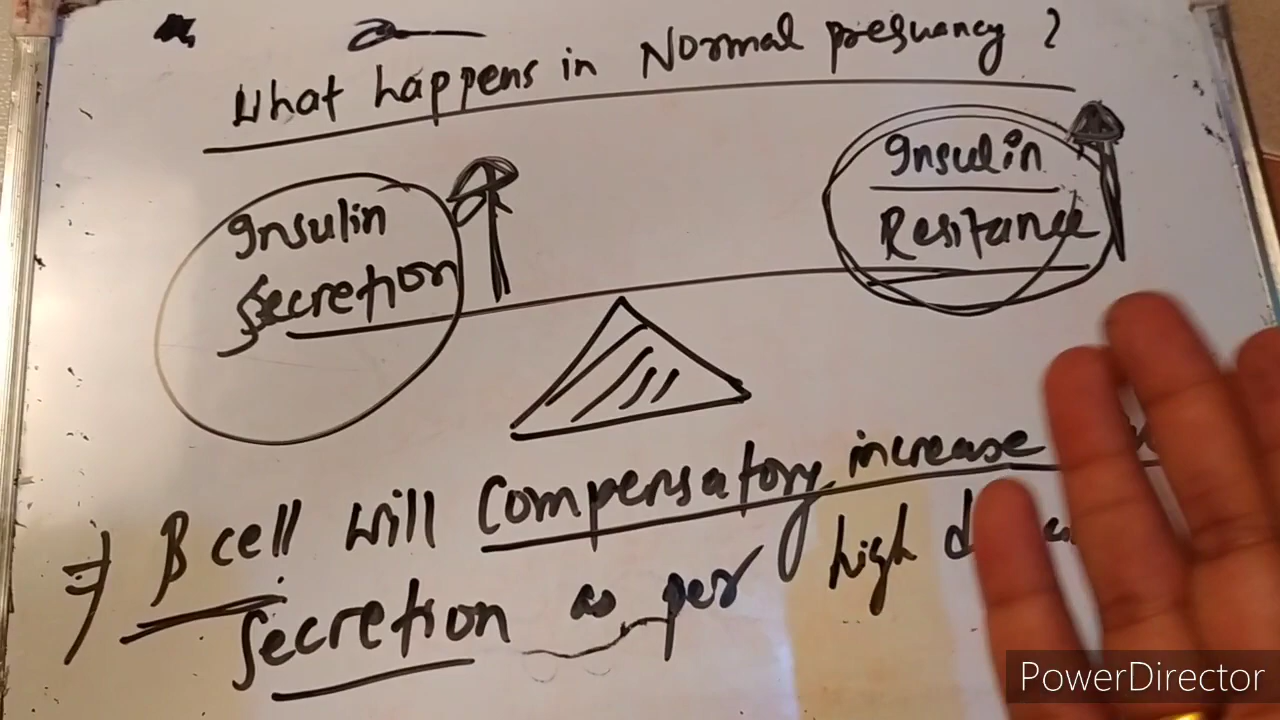 What happens in Normal pregnancy ?
Insulin
Secretion
Insulin
Resitance
⇒ β cell will compensatory increase
secretion as per high
PowerDirector